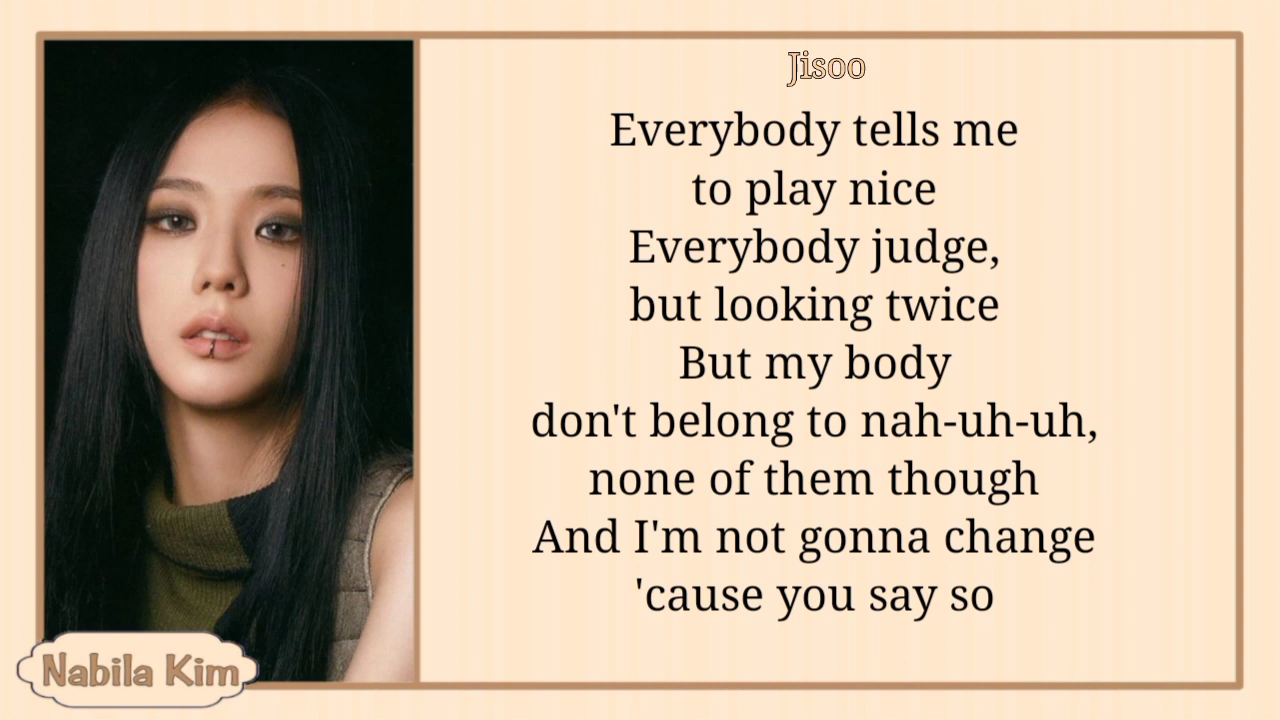 Jisoo
Everybody tells me
to play nice
Everybody judge,
but looking twice
But my body
don't belong to nah-uh-uh,
none of them though
And I'm not gonna change
'cause you say so
Nabila Kim